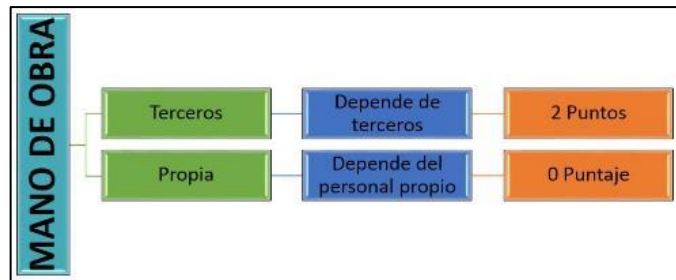 MANO DE OBRA
Terceros
Depende de
terceros
2 Puntos
Propia
Depende del
personal propio
0 Puntaje